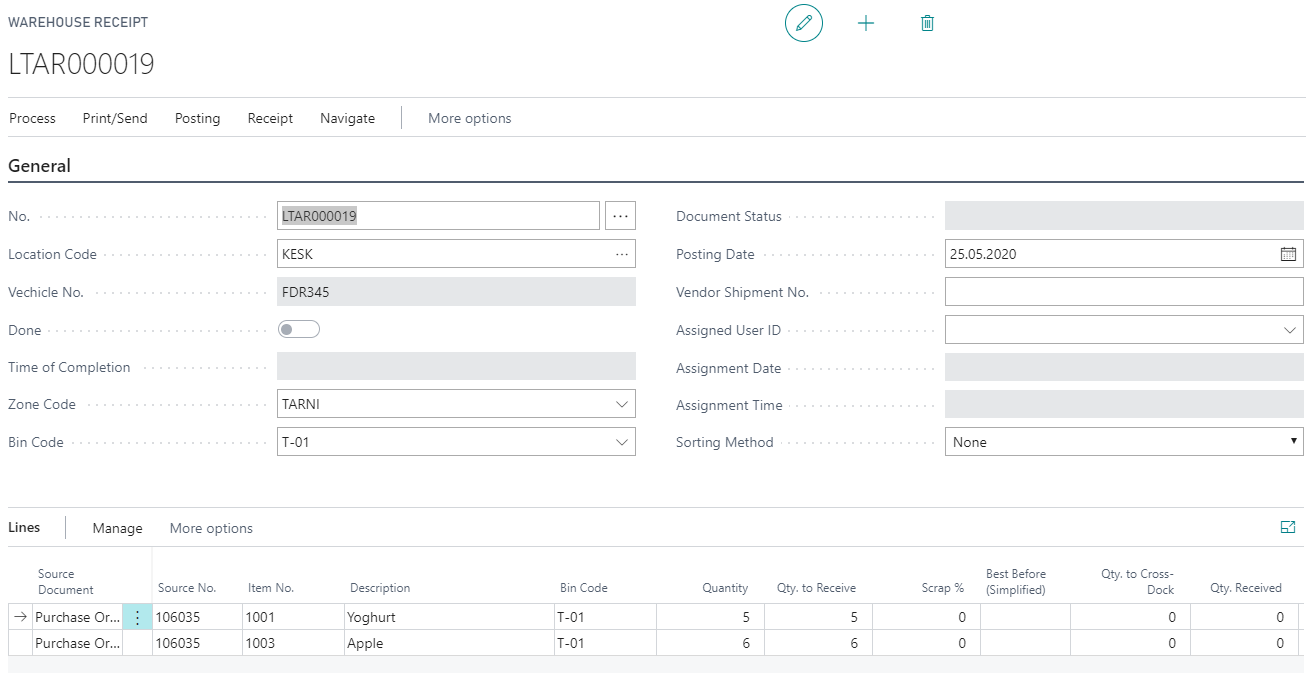 WAREHOUSE RECEIPT
LTAR000019
Process Print/Send Posting Receipt Navigate More options
General
No. LTAR000019 ... Document Status
Location Code KESK ... Posting Date 25.05.2020
Vechicle No. FDR345 Vendor Shipment No.
Done Assigned User ID
Time of Completion Assignment Date
Zone Code TARNI Assignment Time
Bin Code T-01 Sorting Method None
Lines Manage More options
Source Document Source No. Item No. Description Bin Code Quantity Qty. to Receive Scrap % Best Before (Simplified) Qty. to Cross-Dock Qty. Received
Purchase Or... 106035 1001 Yoghurt T-01 5 5 0 0 0
Purchase Or... 106035 1003 Apple T-01 6 6 0 0 0